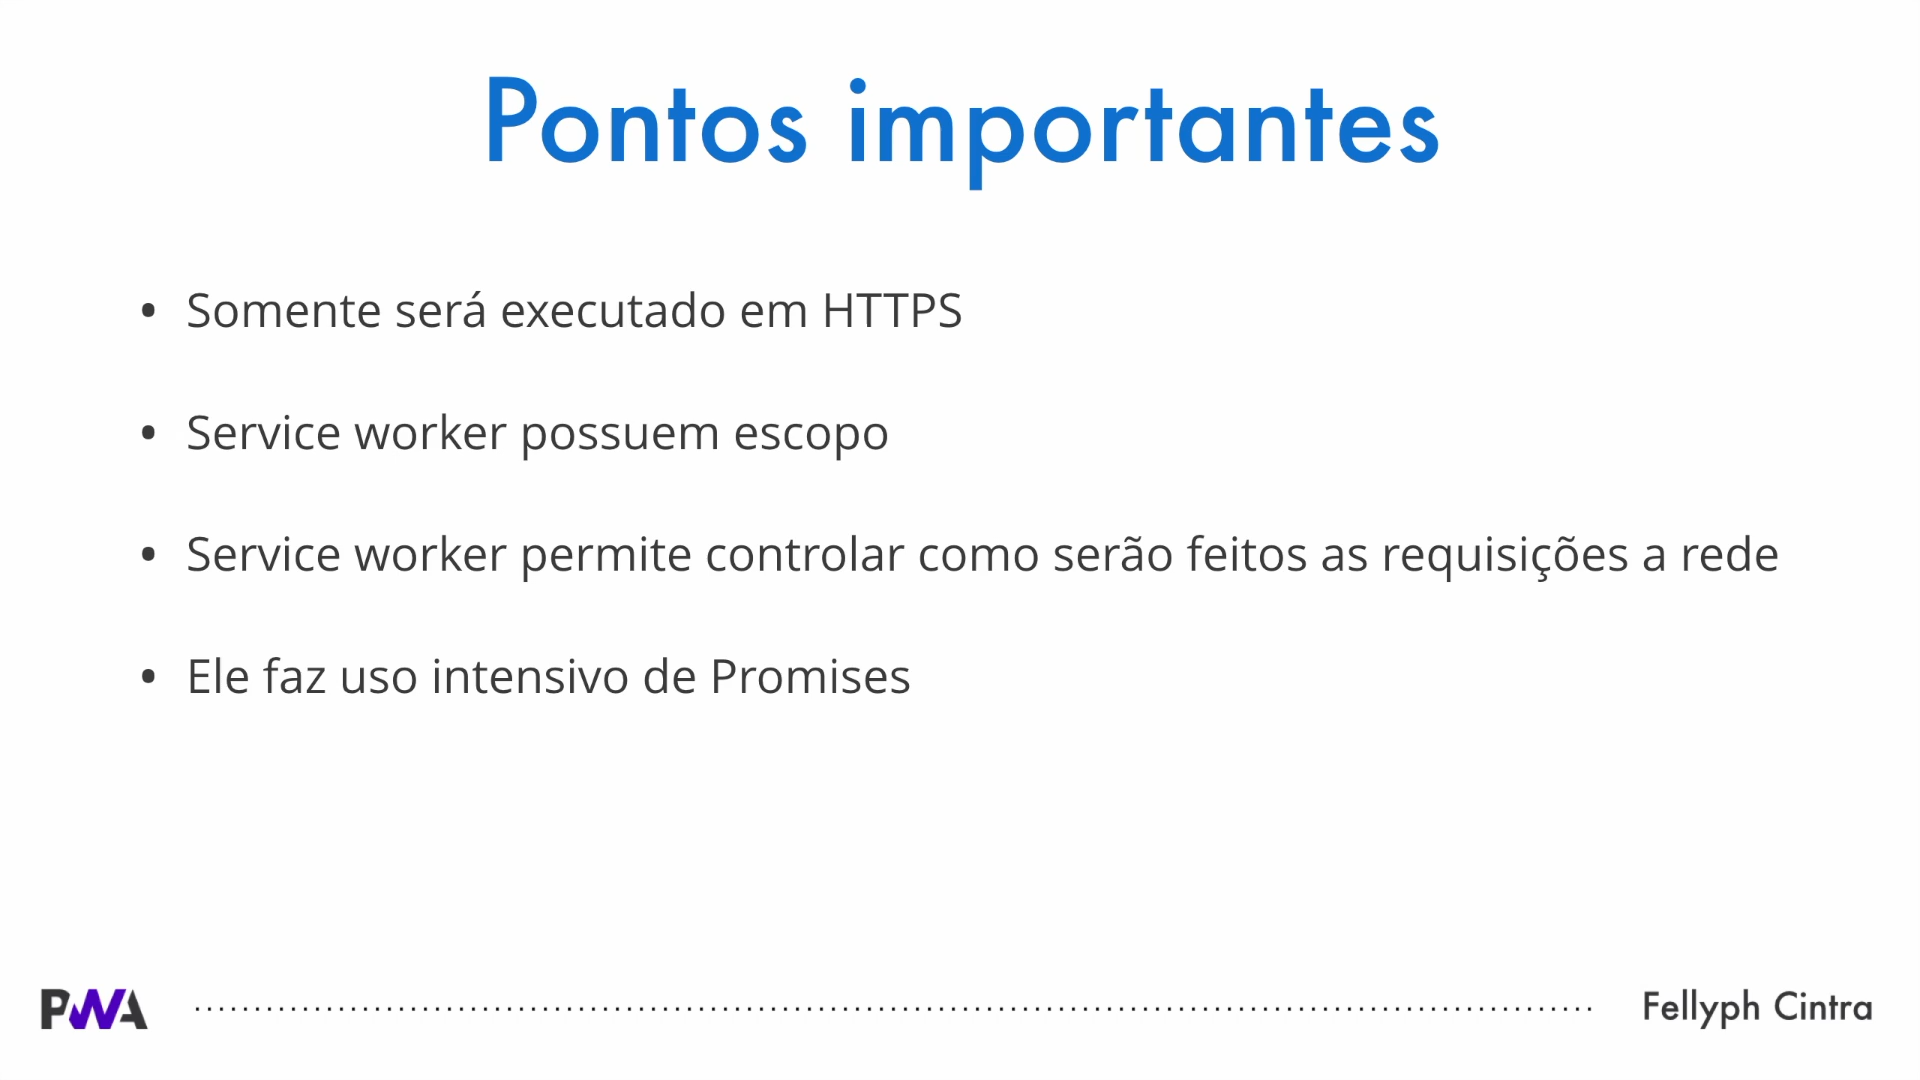 Pontos importantes
• Somente será executado em HTTPS
• Service worker possuem escopo
• Service worker permite controlar como serão feitos as requisições a rede
• Ele faz uso intensivo de Promises
PWA
Fellyph Cintra